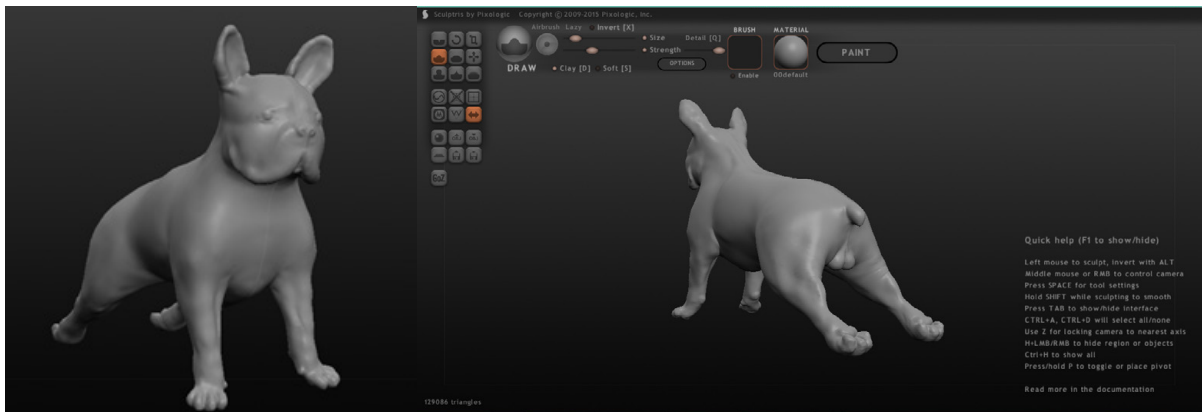 Sculptris by Pixologic Copyright © 2009-2015 Pixologic, Inc.
Airbrush Lazy Invert [X]
BRUSH
MATERIAL
Size
Detail [Q]
Strength
PAINT
DRAW
Clay [D] Soft [S]
OPTIONS
Enable
00default
GoZ
Quick help (F1 to show/hide)
Left mouse to sculpt, invert with ALT
Middle mouse or RMB to control camera
Press SPACE for tool settings
Hold SHIFT while sculpting to smooth
Press TAB to show/hide interface
CTRL+A, CTRL+D will select all/none
Use Z for locking camera to nearest axis
H+LMB/RMB to hide region or objects
Ctrl+H to show all
Press/hold P to toggle or place pivot
Read more in the documentation
129086 triangles